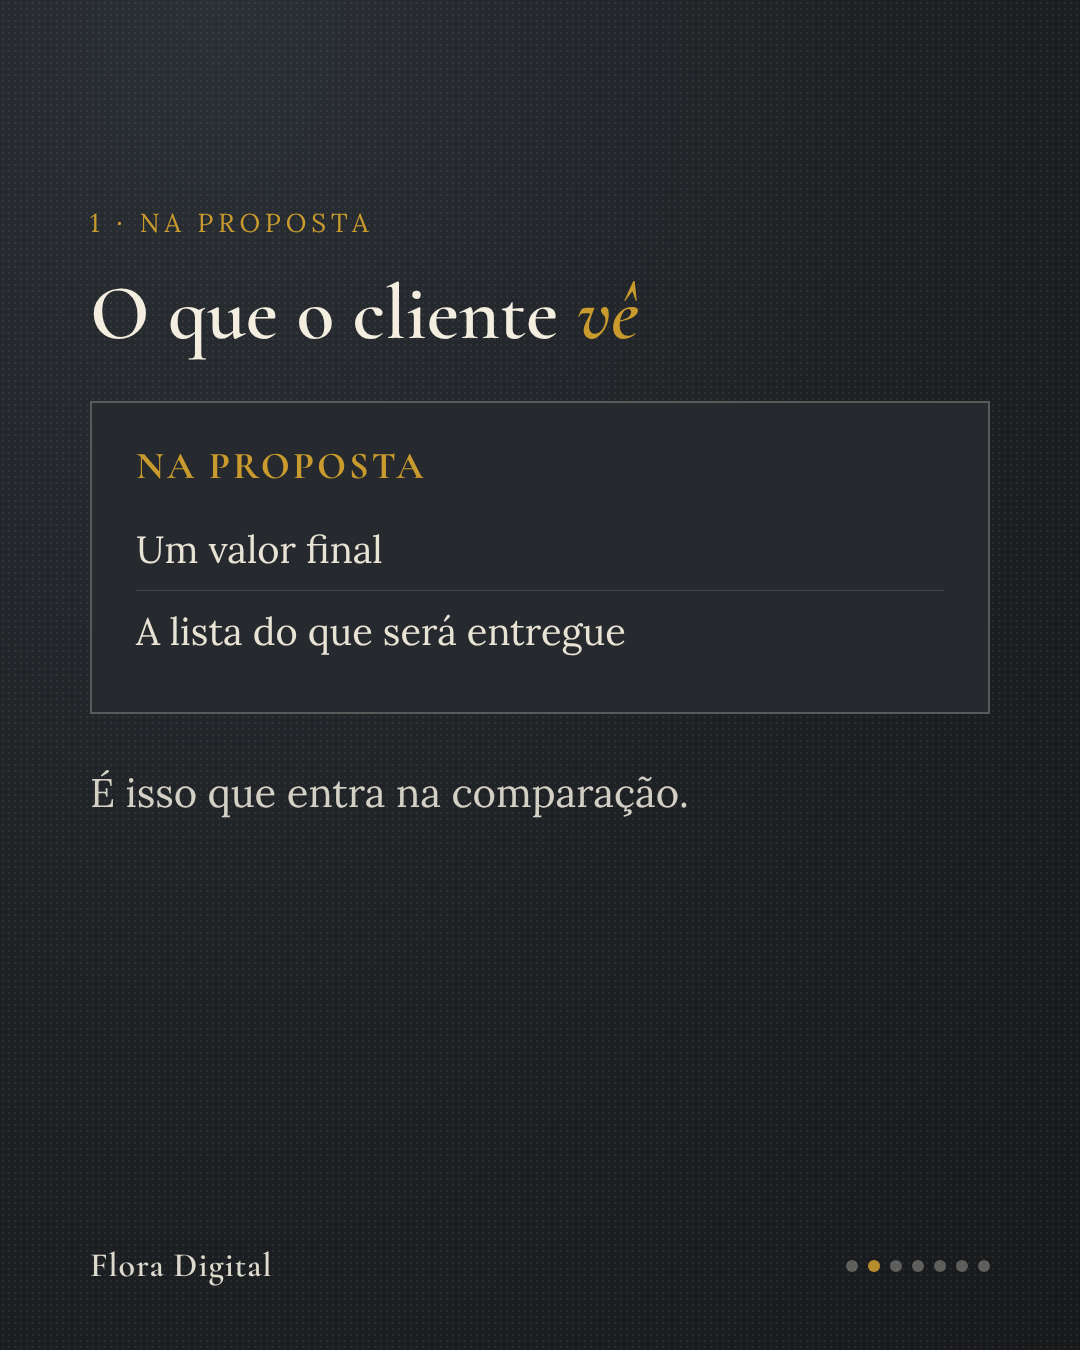 1 · NA PROPOSTA
O que o cliente vê
NA PROPOSTA
Um valor final
A lista do que será entregue
É isso que entra na comparação.
Flora Digital